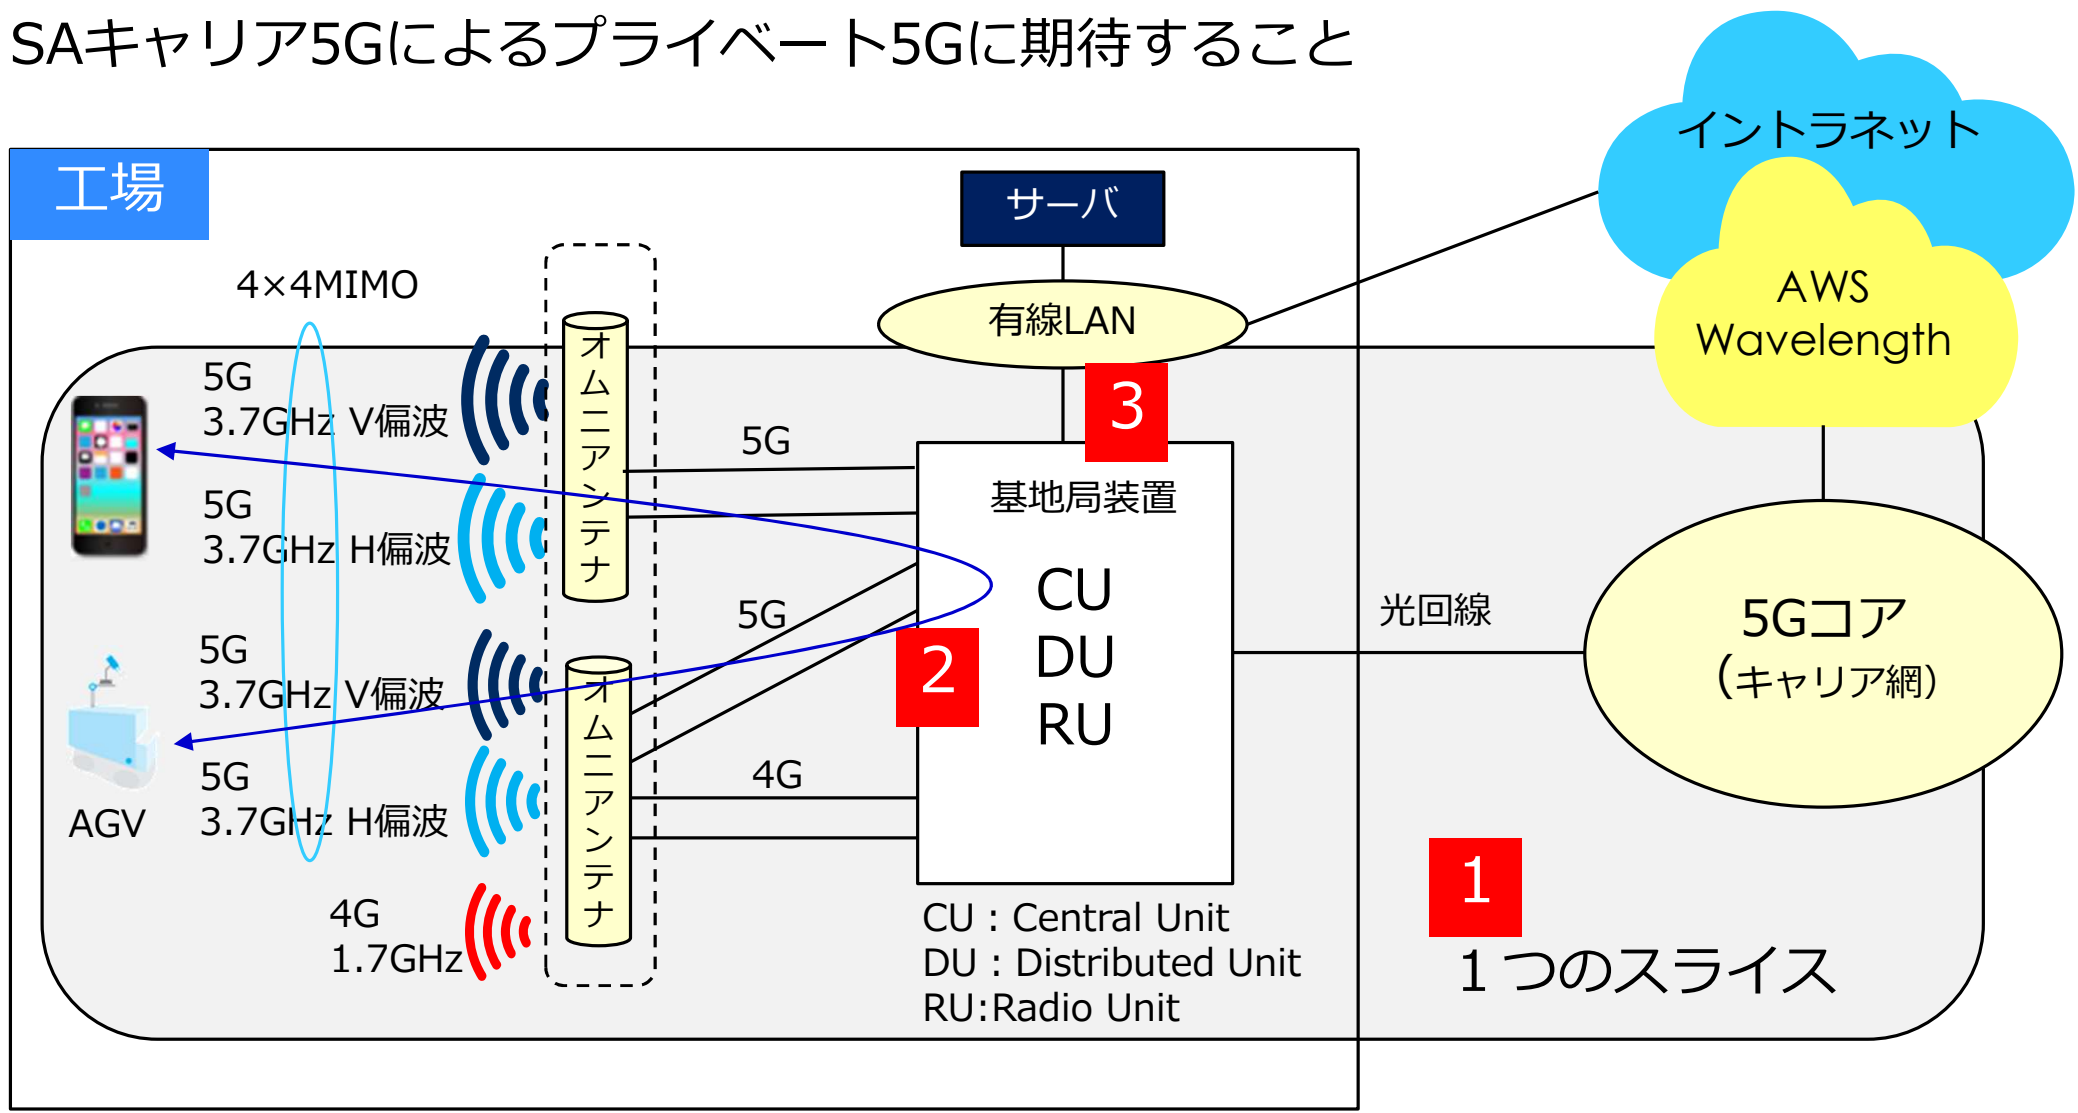 SAキャリア5Gによるプライベート5Gに期待すること
工場
サーバ
イントラネット
AWS
Wavelength
有線LAN
4×4MIMO
5G
3.7GHz V偏波
5G
3.7GHz H偏波
5G
3.7GHz V偏波
5G
3.7GHz H偏波
4G
1.7GHz
AGV
オムニアンテナ
オムニアンテナ
5G
5G
4G
3
基地局装置
CU
DU
RU
2
光回線
5Gコア
(キャリア網)
1
１つのスライス
CU : Central Unit
DU : Distributed Unit
RU:Radio Unit